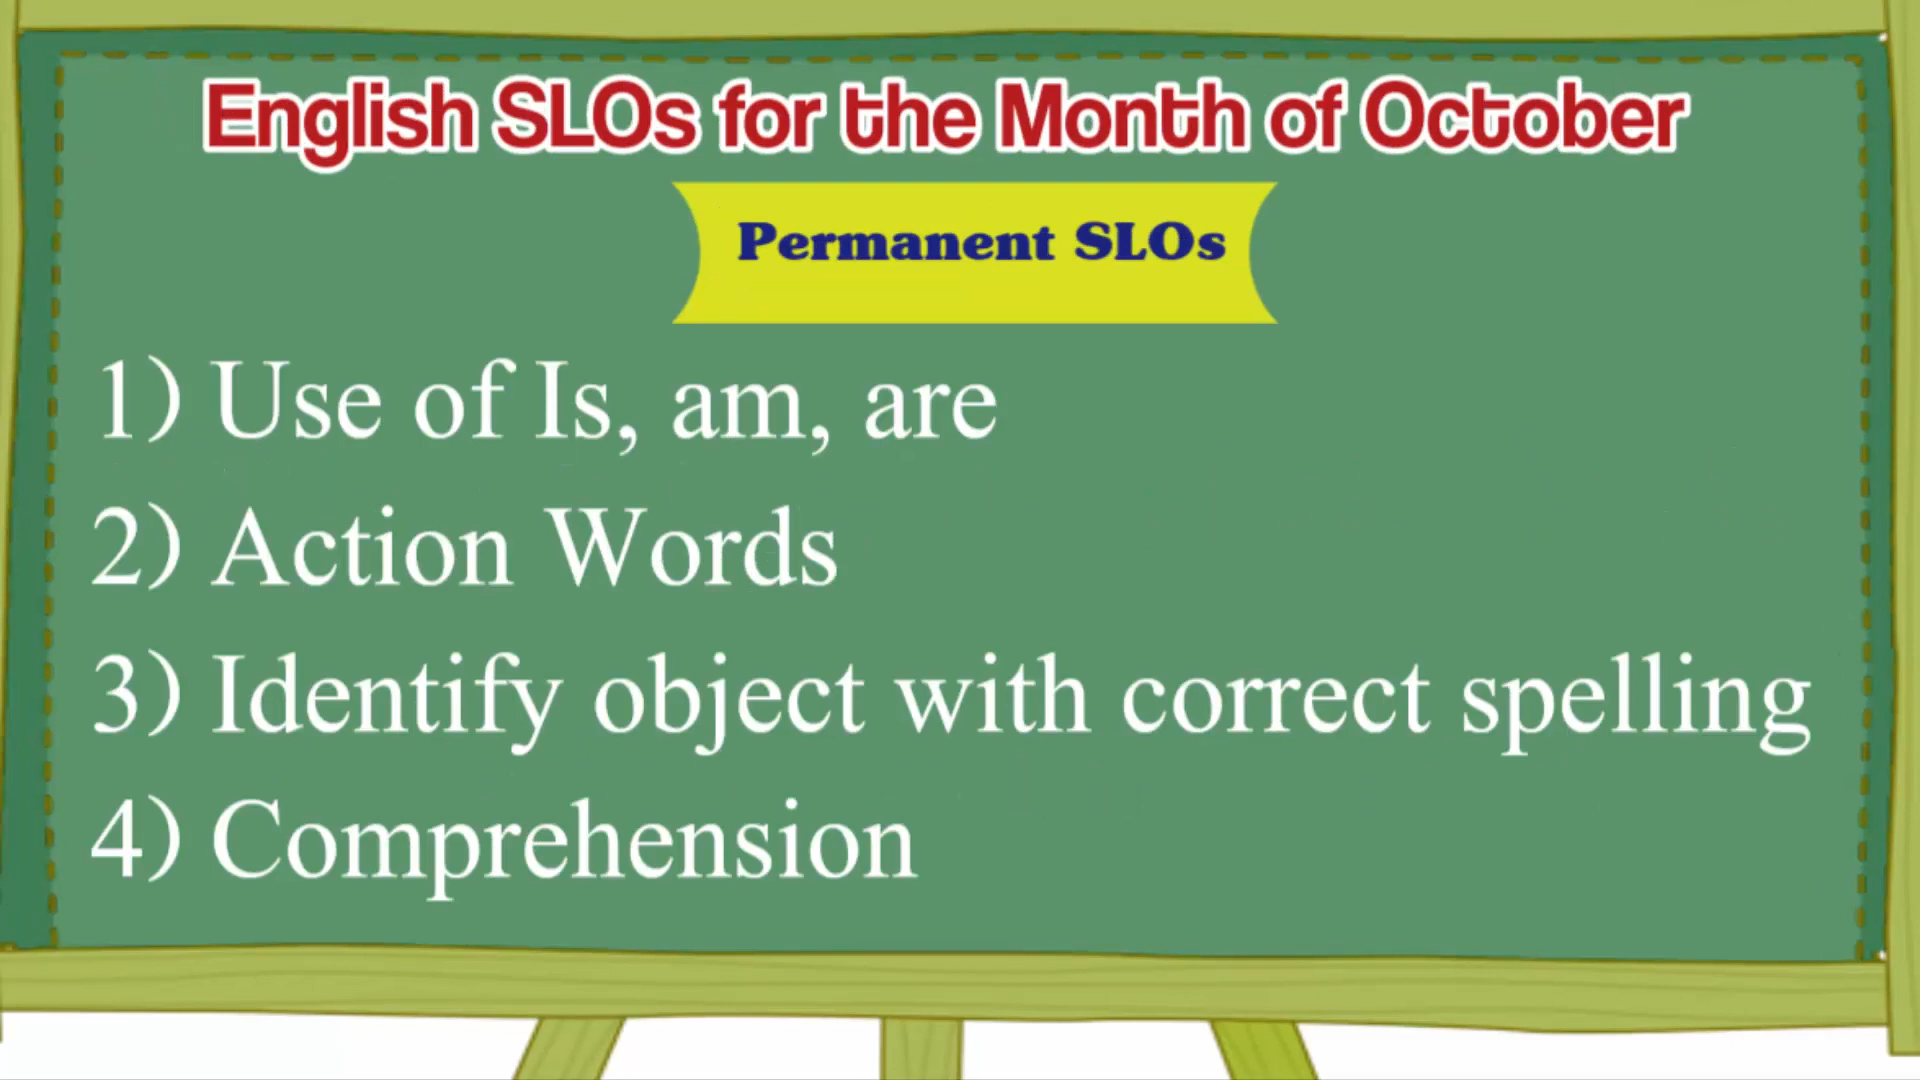 English SLOs for the Month of October
Permanent SLOs
1) Use of Is, am, are
2) Action Words
3) Identify object with correct spelling
4) Comprehension